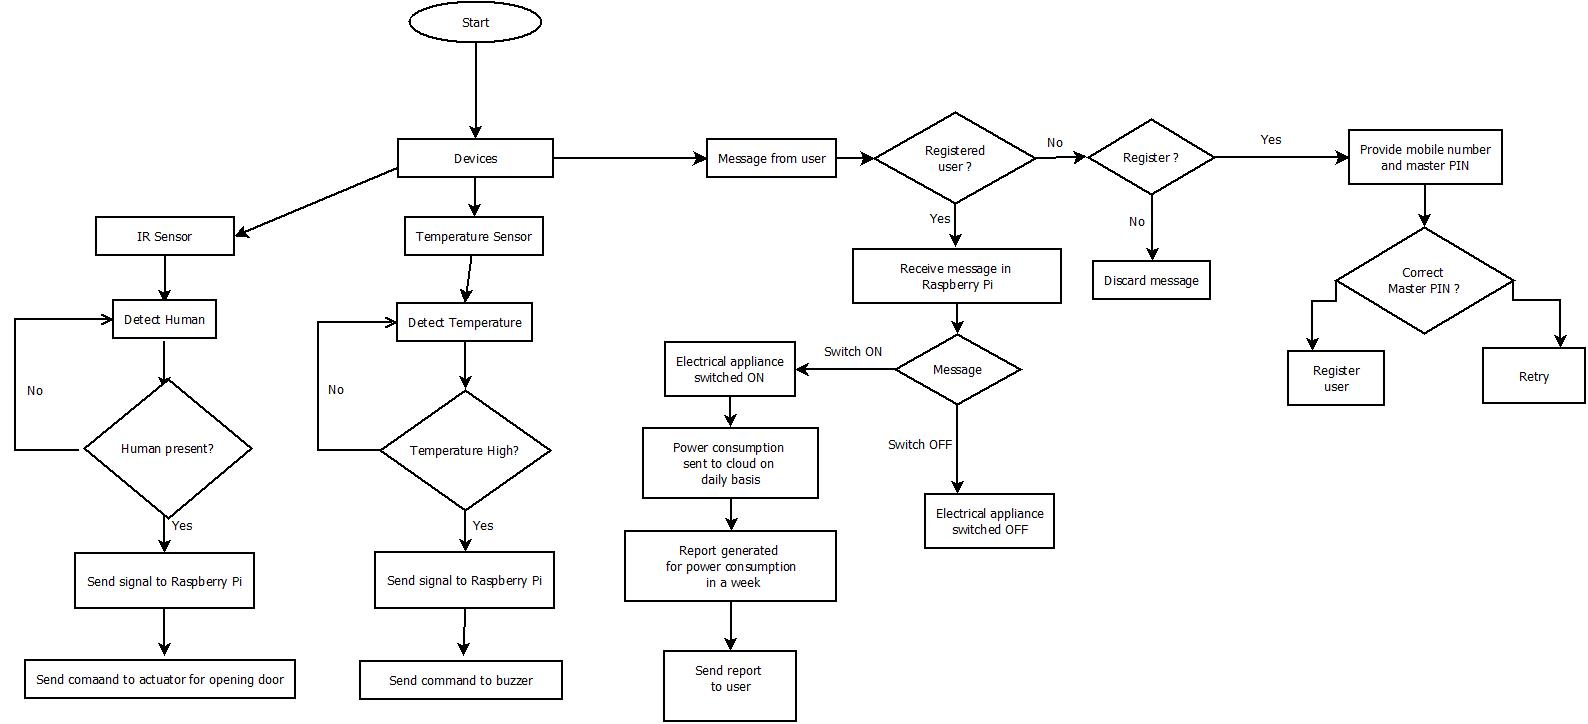 Start
Devices
Message from user
Registered
user ?
No
Register ?
Yes
Provide mobile number
and master PIN
IR Sensor
Temperature Sensor
Yes
No
Receive message in
Raspberry Pi
Discard message
Correct
Master PIN ?
Detect Human
Detect Temperature
Electrical appliance
switched ON
Switch ON
Message
Register
user
Retry
No
No
Human present?
Temperature High?
Power consumption
sent to cloud on
daily basis
Switch OFF
Electrical appliance
switched OFF
Yes
Yes
Report generated
for power consumption
in a week
Send signal to Raspberry Pi
Send signal to Raspberry Pi
Send comaand to actuator for opening door
Send command to buzzer
Send report
to user